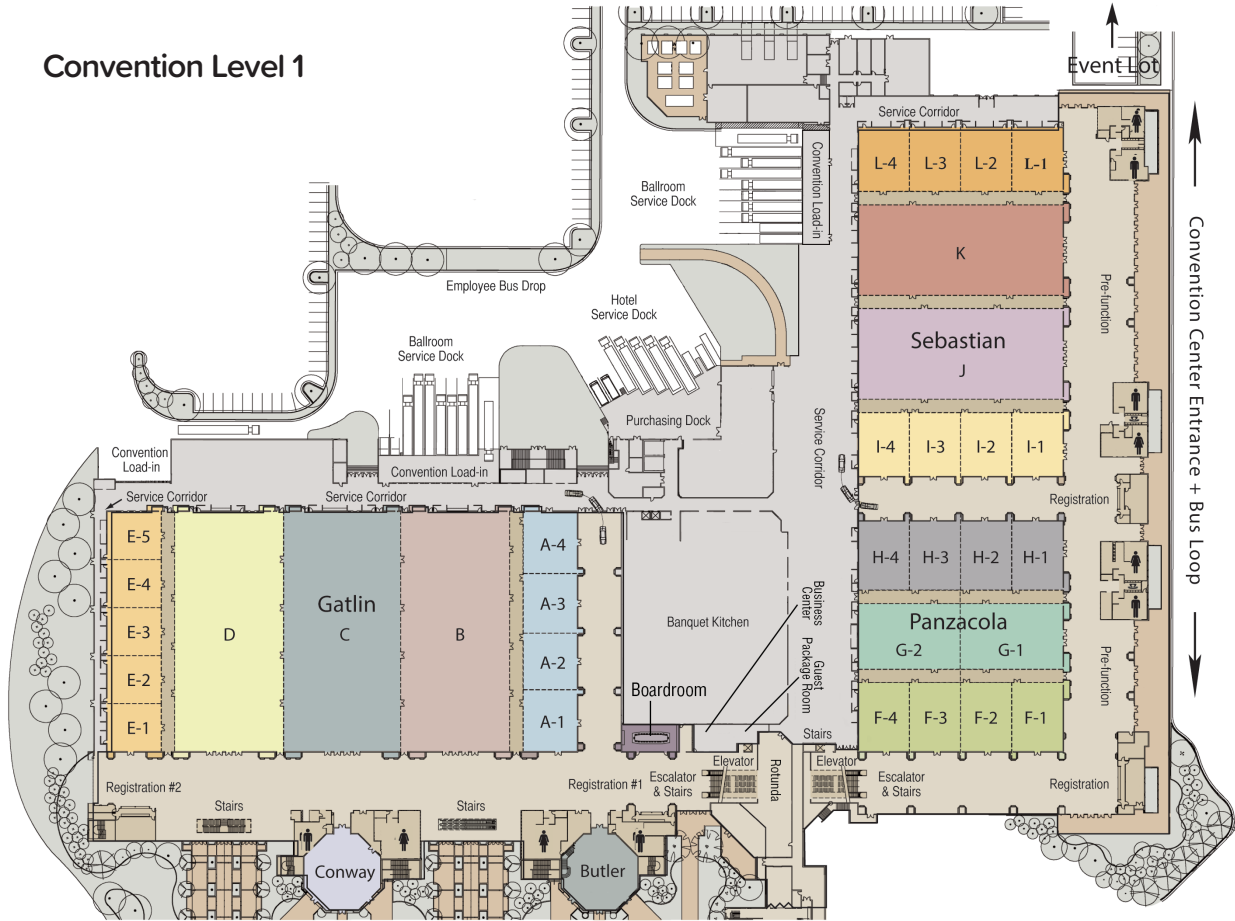 Convention Level 1
Event Lot
Service Corridor
L-4
L-3
L-2
L-1
Convention Load-in
Ballroom
Service Dock
K
Pre-function
Convention Center Entrance + Bus Loop
Employee Bus Drop
Hotel
Service Dock
Ballroom
Service Dock
Sebastian
J
Purchasing Dock
Service Corridor
I-4
I-3
I-2
I-1
Convention
Load-in
Convention Load-in
Service Corridor
Service Corridor
Registration
E-5
E-4
E-3
E-2
E-1
D
Gatlin
C
B
A-4
A-3
A-2
A-1
Banquet Kitchen
Business
Center
Guest
Package Room
Boardroom
H-4
H-3
H-2
H-1
Panzacola
G-2
G-1
Pre-function
F-4
F-3
F-2
F-1
Stairs
Elevator
Elevator
Rotunda
Registration #2
Registration #1
Escalator
& Stairs
Escalator
& Stairs
Registration
Stairs
Stairs
Conway
Butler